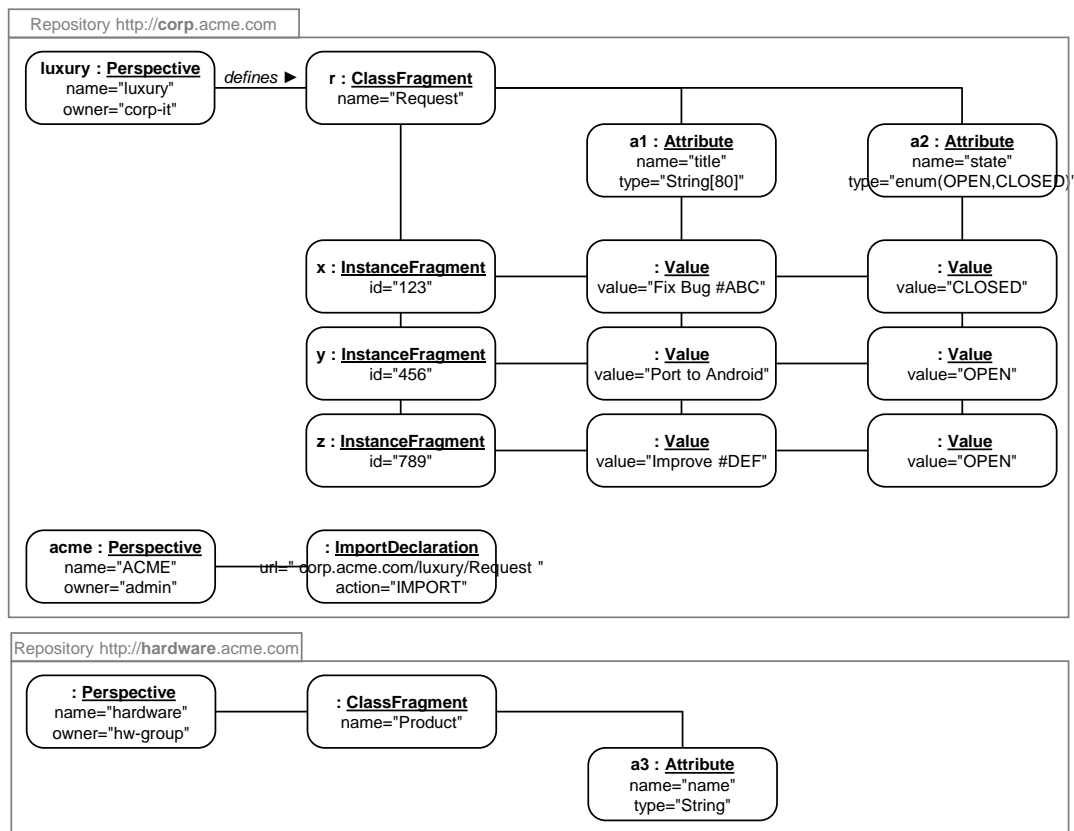 Repository http://corp.acme.com
luxury : Perspective
name="luxury"
owner="corp-it"
defines ►
r : ClassFragment
name="Request"
a1 : Attribute
name="title"
type="String[80]"
a2 : Attribute
name="state"
type="enum(OPEN,CLOSED)"
x : InstanceFragment
id="123"
: Value
value="Fix Bug #ABC"
: Value
value="CLOSED"
y : InstanceFragment
id="456"
: Value
value="Port to Android"
: Value
value="OPEN"
z : InstanceFragment
id="789"
: Value
value="Improve #DEF"
: Value
value="OPEN"
acme : Perspective
name="ACME"
owner="admin"
: ImportDeclaration
url=" corp.acme.com/luxury/Request "
action="IMPORT"
Repository http://hardware.acme.com
: Perspective
name="hardware"
owner="hw-group"
: ClassFragment
name="Product"
a3 : Attribute
name="name"
type="String"